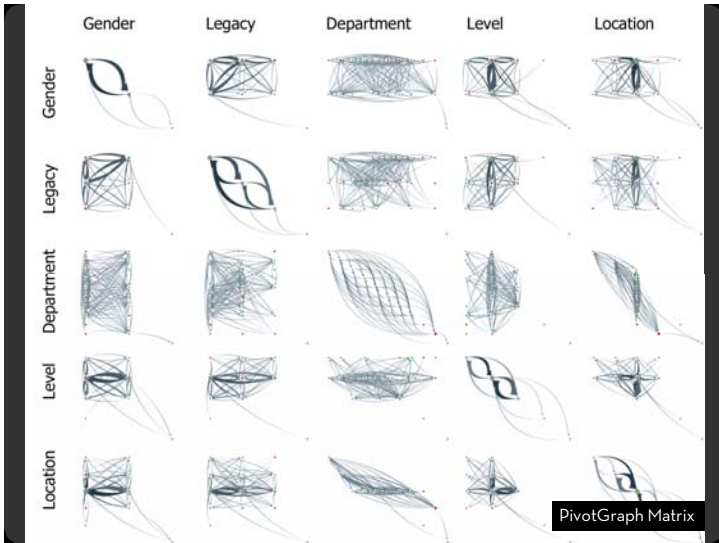 Gender Legacy Department Level Location
Gender
Legacy
Department
Level
Location
PivotGraph Matrix